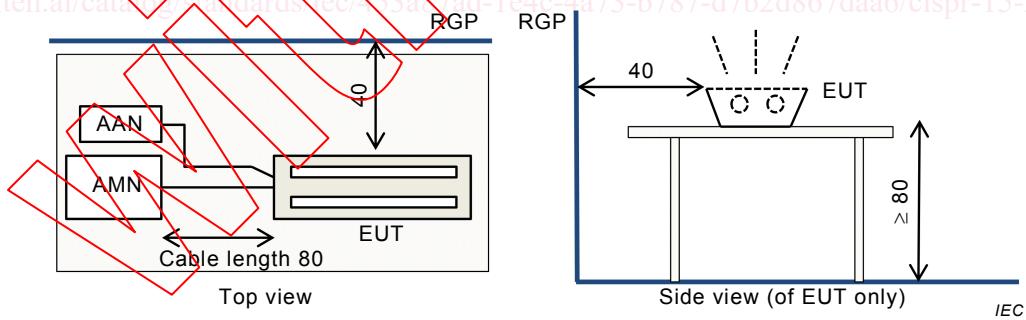 RGP
40
AAN
AMN
EUT
Cable length 80
Top view
RGP
40
EUT
≥ 80
Side view (of EUT only)
IEC